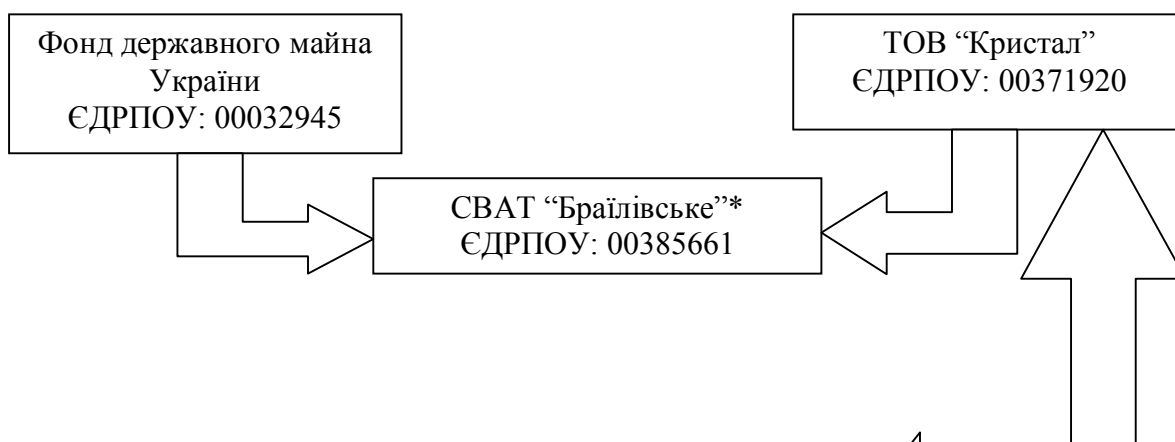 Фонд державного майна
України
ЄДРПОУ: 00032945
ТОВ “Кристал”
ЄДРПОУ: 00371920
СВАТ “Браїлівське”*
ЄДРПОУ: 00385661